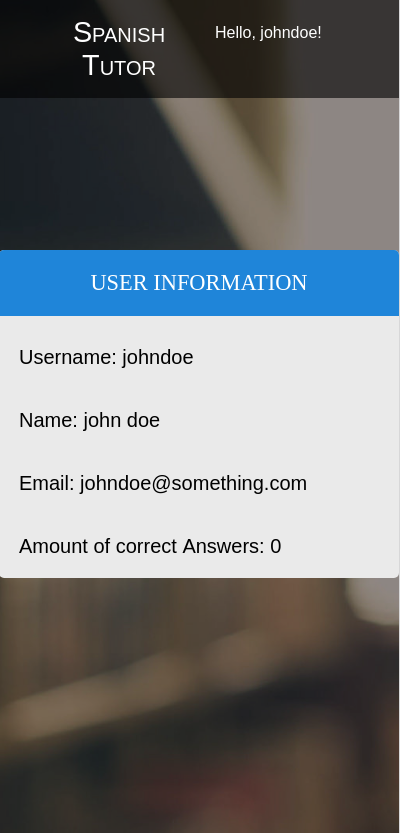 Spanish
Tutor
Hello, johndoe!
USER INFORMATION
Username: johndoe
Name: john doe
Email: johndoe@something.com
Amount of correct Answers: 0